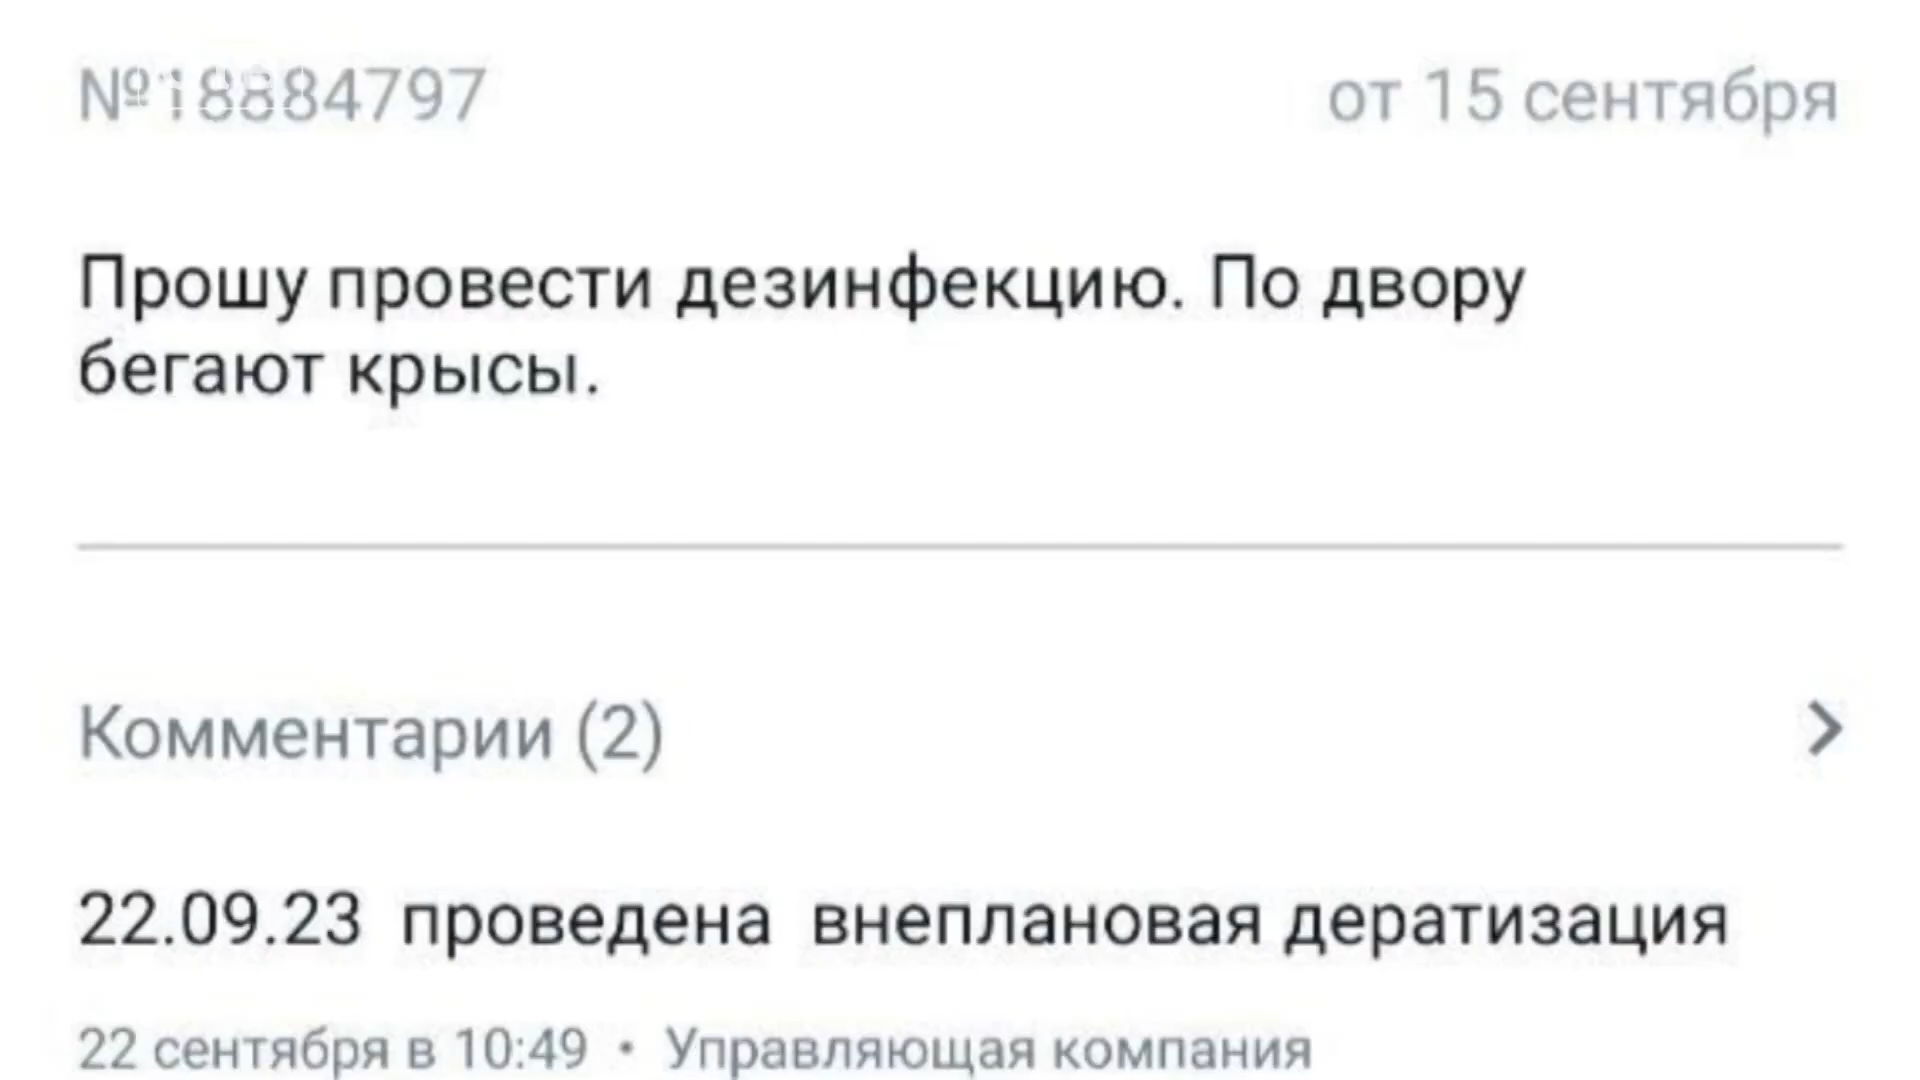 №18884797 от 15 сентября
Прошу провести дезинфекцию. По двору
бегают крысы.
Комментарии (2)
22.09.23 проведена внеплановая дератизация
22 сентября в 10:49 • Управляющая компания